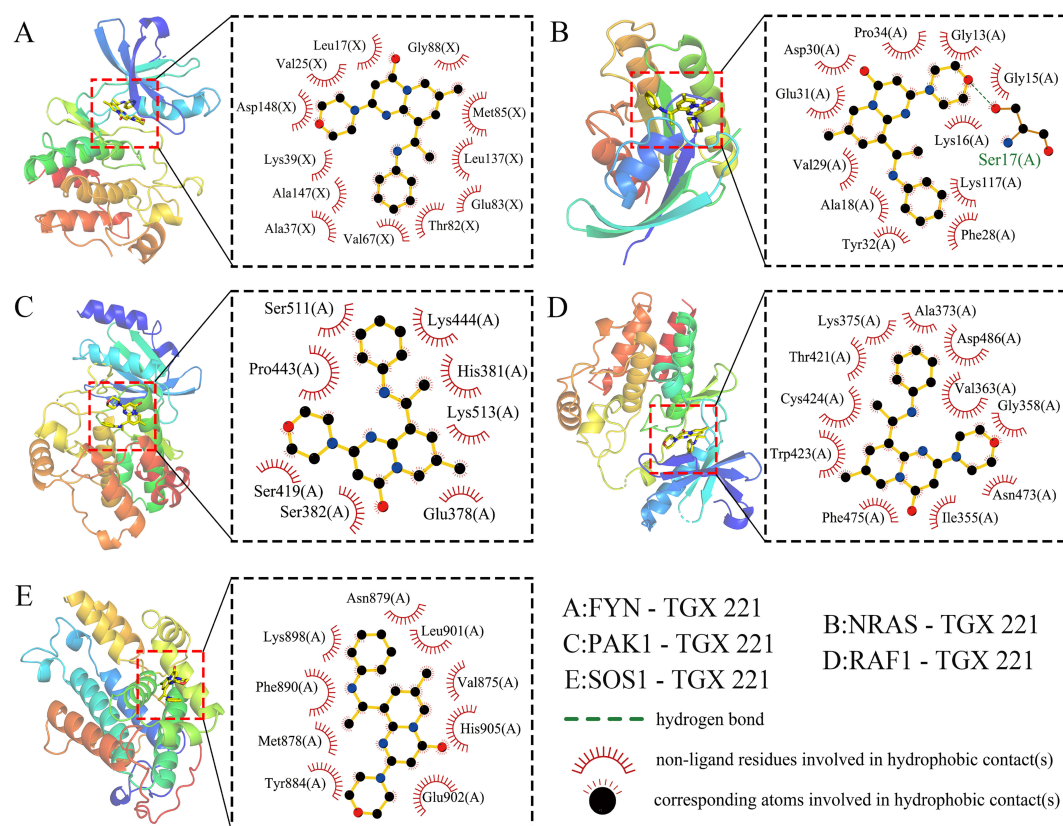 A
Leu17(X)
Gly88(X)
Val25(X)
Asp148(X)
Met85(X)
Lys39(X)
Leu137(X)
Ala147(X)
Glu83(X)
Ala37(X)
Thr82(X)
Val67(X)
B
Pro34(A)
Gly13(A)
Asp30(A)
Gly15(A)
Glu31(A)
Lys16(A)
Ser17(A)
Val29(A)
Lys117(A)
Ala18(A)
Tyr32(A)
Phe28(A)
C
Ser511(A)
Lys444(A)
Pro443(A)
His381(A)
Lys513(A)
Ser419(A)
Ser382(A)
Glu378(A)
D
Ala373(A)
Lys375(A)
Asp486(A)
Thr421(A)
Val363(A)
Cys424(A)
Gly358(A)
Trp423(A)
Asn473(A)
Phe475(A)
Ile355(A)
E
Asn879(A)
Lys898(A)
Leu901(A)
Phe890(A)
Val875(A)
His905(A)
Met878(A)
Tyr884(A)
Glu902(A)
A:FYN - TGX 221
B:NRAS - TGX 221
C:PAK1 - TGX 221
D:RAF1 - TGX 221
E:SOS1 - TGX 221
hydrogen bond
non-ligand residues involved in hydrophobic contact(s)
corresponding atoms involved in hydrophobic contact(s)